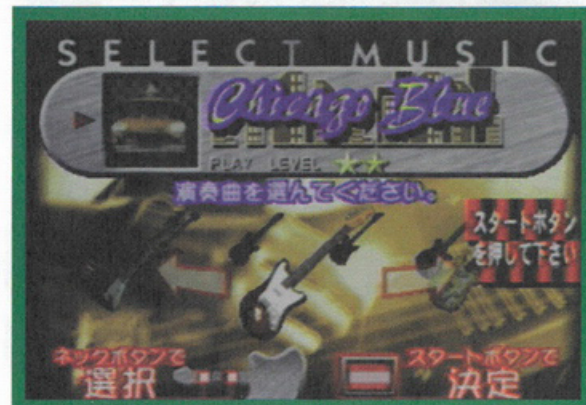 SELECT MUSIC
Chicago Blue
PLAY LEVEL ★★
演奏曲を選んでください。
スタートボタン
を押して下さい
ネックボタンで
選択
スタートボタンで
決定